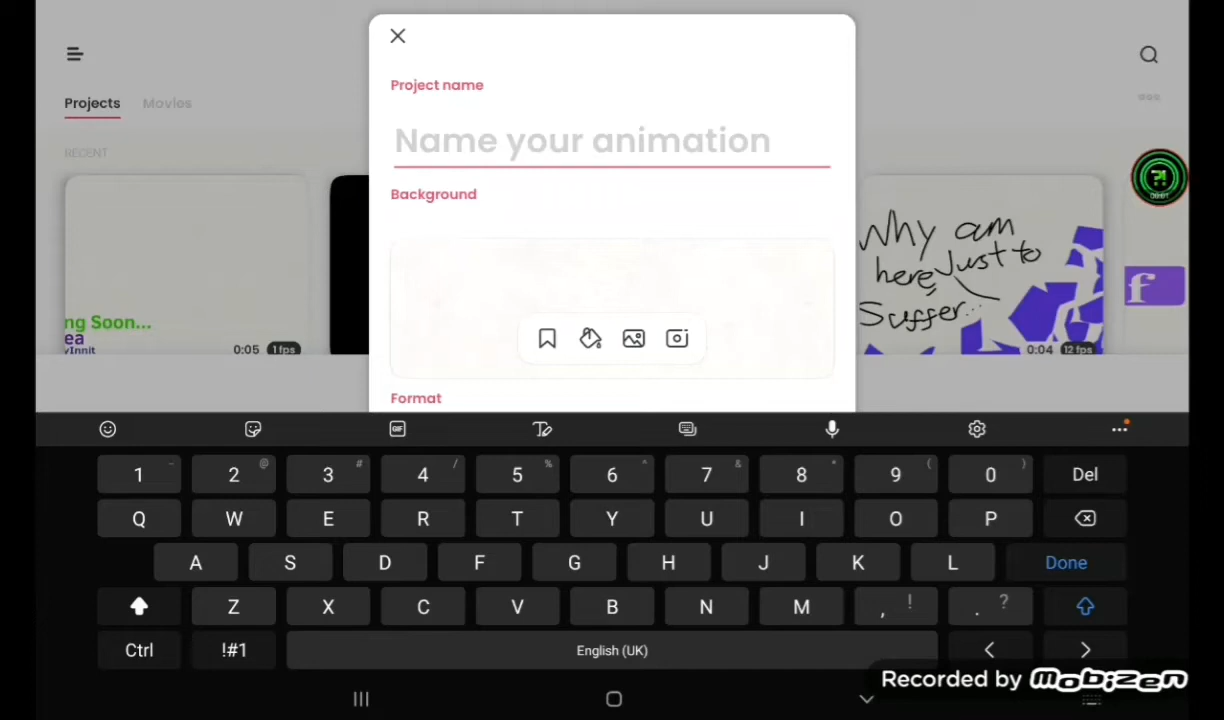 Project name
Projects
Movies
Name your animation
RECENT
Background
Why am
here Just to
Suffer...
f
ng Soon...
ea
yInnit
0:05
1 fps
0:04
12 fps
Format
GIF
1 2 3 4 5 6 7 8 9 0 Del
- @ # / % ^ & * ( )
Q W E R T Y U I O P
A S D F G H J K L Done
Z X C V B N M , ! . ?
Ctrl !#1 English (UK) < >
Recorded by mobizen